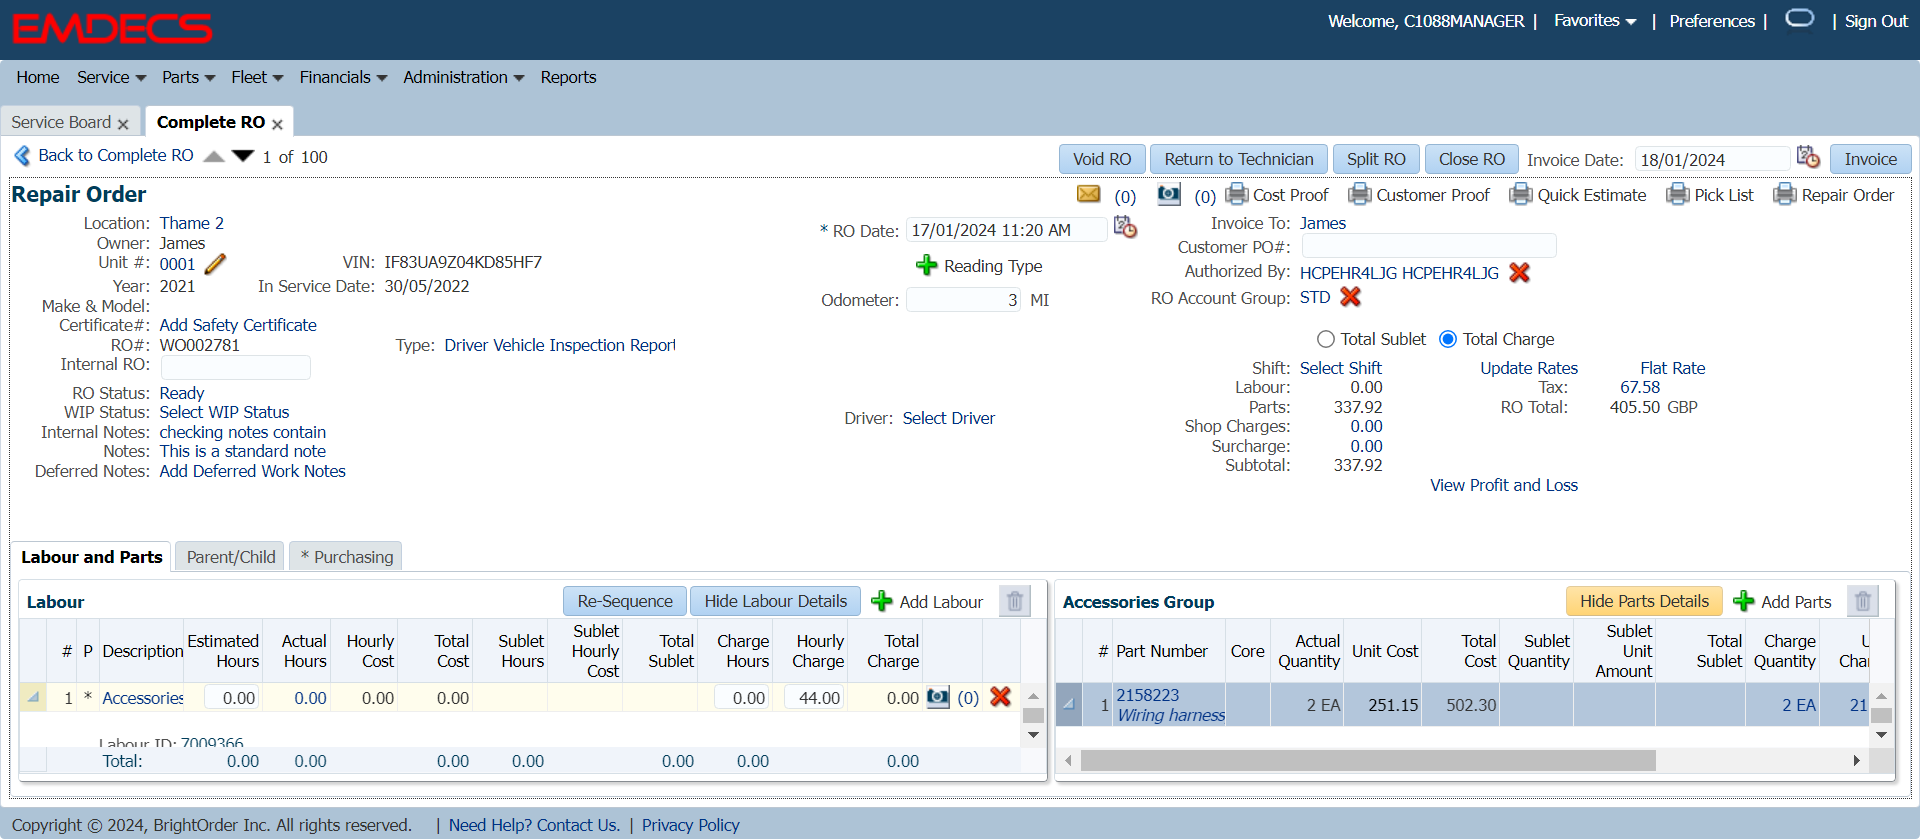 EMDECS
Welcome, C1088MANAGER | Favorites | Preferences | | Sign Out
Home Service Parts Fleet Financials Administration Reports
Service Board Complete RO
Back to Complete RO 1 of 100 Void RO Return to Technician Split RO Close RO Invoice Date: 18/01/2024 Invoice
Repair Order (0) (0) Cost Proof Customer Proof Quick Estimate Pick List Repair Order
Location: Thame 2 * RO Date: 17/01/2024 11:20 AM Invoice To: James
Owner: James Customer PO#:
Unit #: 0001 VIN: IF83UA9Z04KD85HF7 Reading Type Authorized By: HCPEHR4LJG HCPEHR4LJG
Year: 2021 In Service Date: 30/05/2022 Odometer: 3 MI RO Account Group: STD
Make & Model:
Certificate#: Add Safety Certificate Total Sublet Total Charge
RO#: WO002781 Type: Driver Vehicle Inspection Report
Internal RO: Shift: Select Shift Update Rates Flat Rate
RO Status: Ready Labour: 0.00 Tax: 67.58
WIP Status: Select WIP Status Driver: Select Driver Parts: 337.92 RO Total: 405.50 GBP
Internal Notes: checking notes contain Shop Charges: 0.00
Notes: This is a standard note Surcharge: 0.00
Deferred Notes: Add Deferred Work Notes Subtotal: 337.92
View Profit and Loss
Labour and Parts Parent/Child * Purchasing
Labour Re-Sequence Hide Labour Details Add Labour
# P Description Estimated Hours Actual Hours Hourly Cost Total Cost Sublet Hours Sublet Hourly Cost Total Sublet Charge Hours Hourly Charge Total Charge
1 * Accessories 0.00 0.00 0.00 0.00 0.00 44.00 0.00 (0)
Labour ID: 7009366
Total: 0.00 0.00 0.00 0.00 0.00 0.00 0.00
Accessories Group Hide Parts Details Add Parts
# Part Number Core Actual Quantity Unit Cost Total Cost Sublet Quantity Sublet Unit Amount Total Sublet Charge Quantity U Char
1 2158223 2 EA 251.15 502.30 2 EA 21
Wiring harness
Copyright © 2024, BrightOrder Inc. All rights reserved. | Need Help? Contact Us. | Privacy Policy